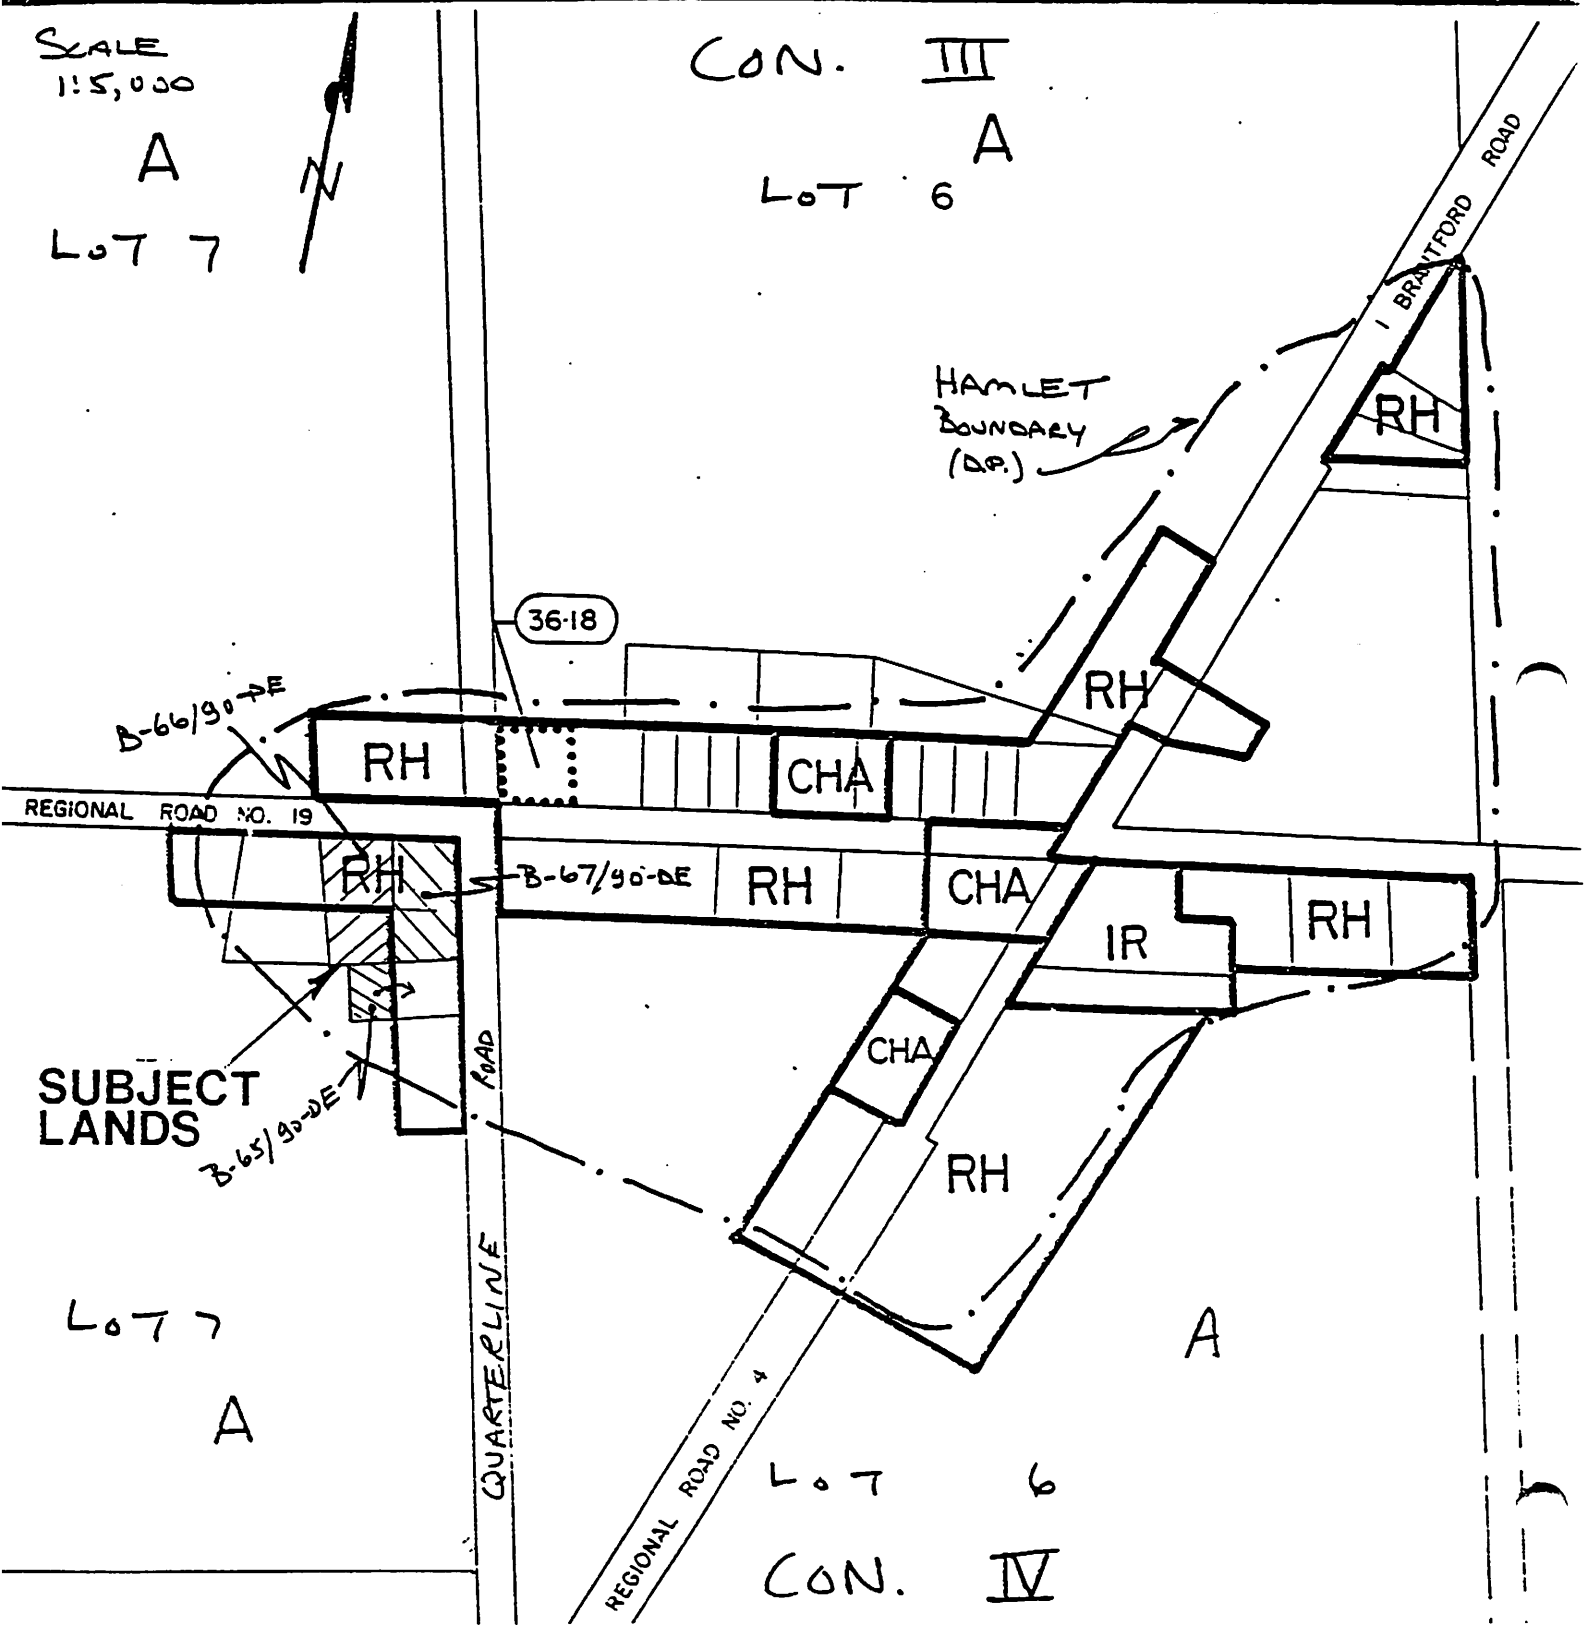 SCALE
1:5,000
CON. III
A
A
N
LOT 6
LOT 7
1 BRANTFORD ROAD
HAMLET
BOUNDARY
(O.P.)
RH
36-18
B-66/90-DE
RH
RH
CHA
REGIONAL ROAD NO. 19
RH
B-67/90-DE
RH
CHA
IR
RH
CHA
SUBJECT
LANDS
B-65/90-DE
RH
QUARTERLINE ROAD
LOT 7
A
A
REGIONAL ROAD NO. 4
LOT 6
CON. IV